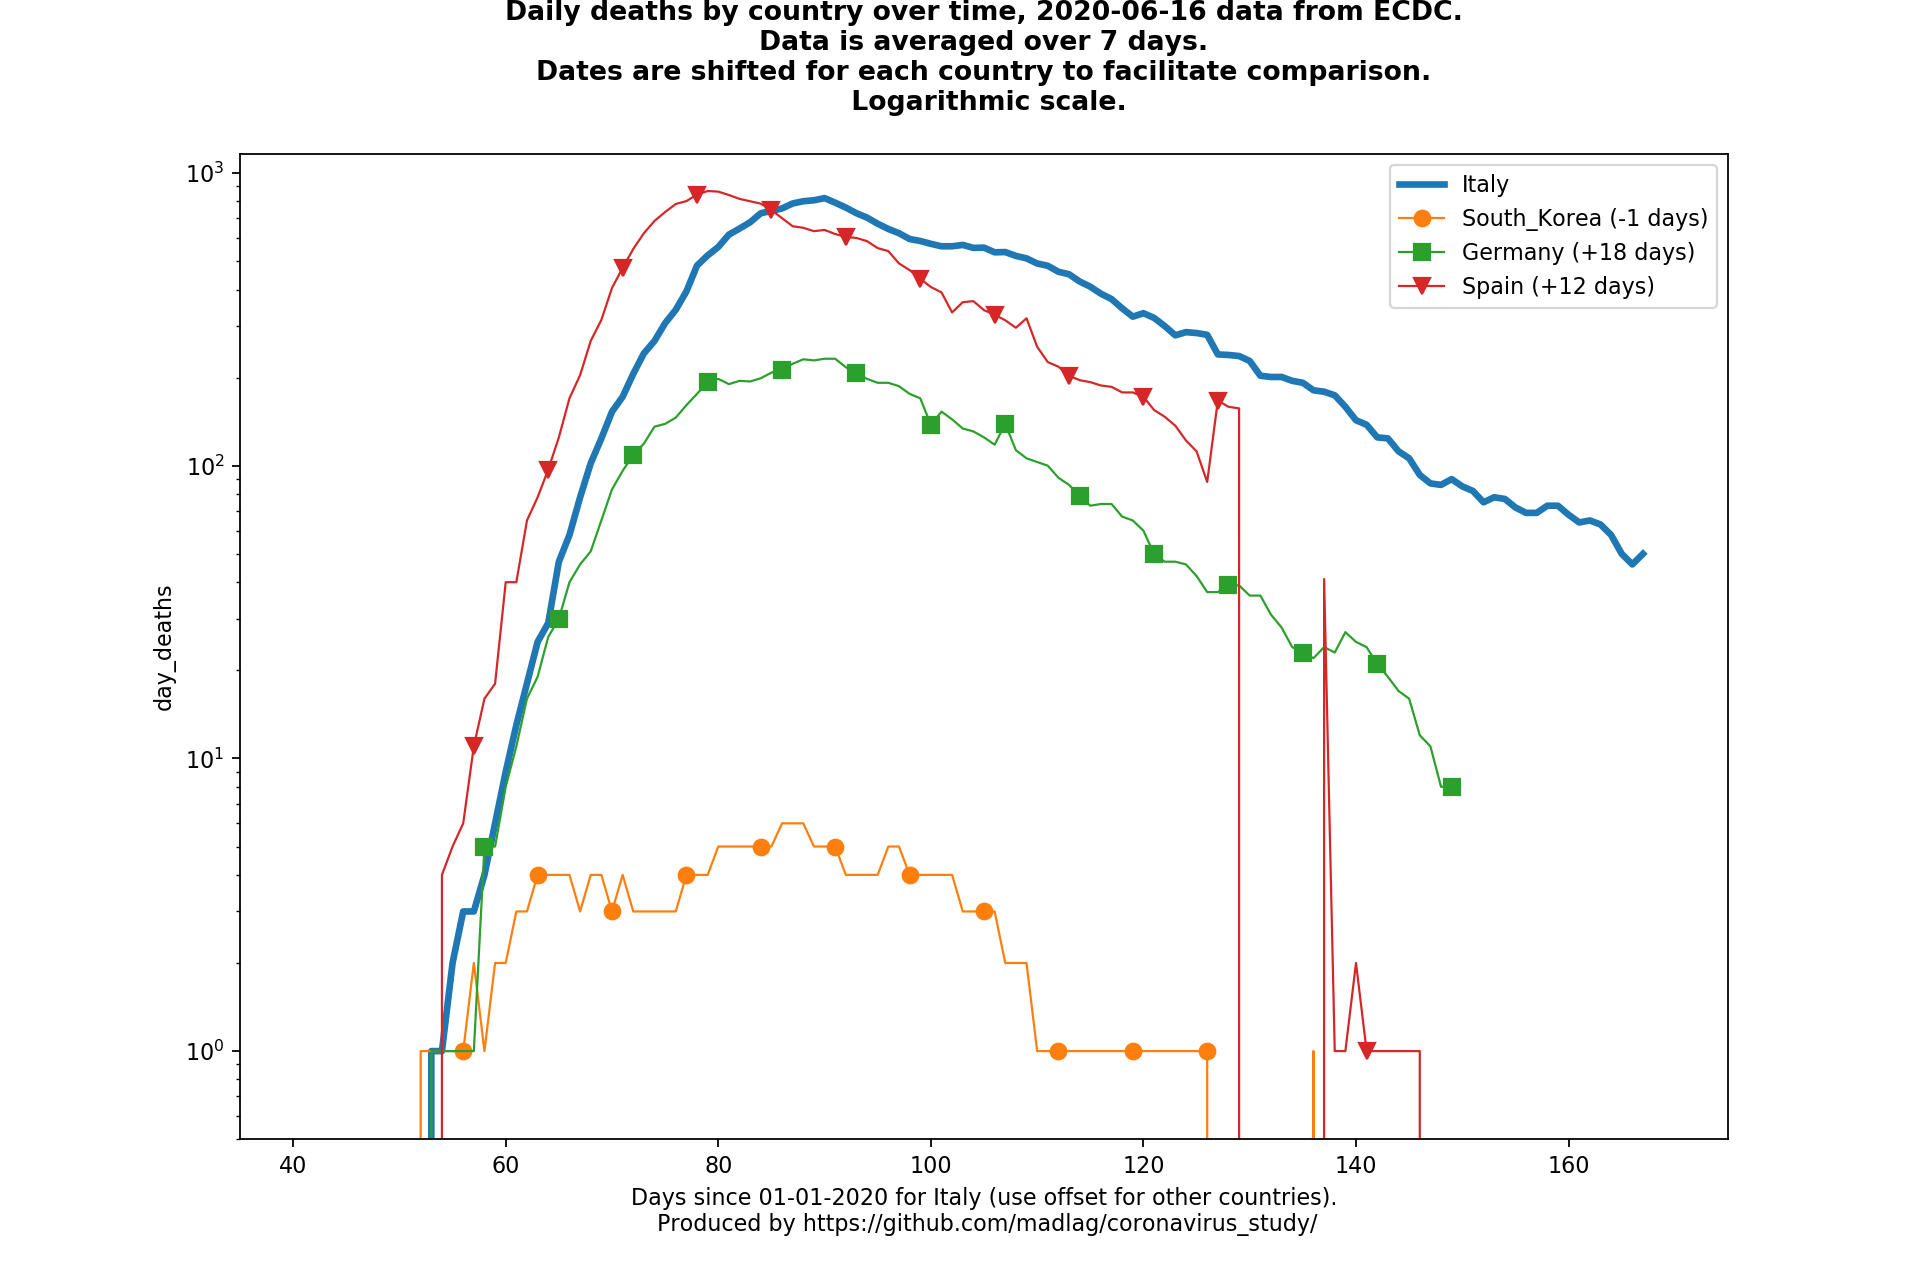 Daily deaths by country over time, 2020-06-16 data from ECDC.
Data is averaged over 7 days.
Dates are shifted for each country to facilitate comparison.
Logarithmic scale.
Italy
South_Korea (-1 days)
Germany (+18 days)
Spain (+12 days)
10³
10²
10¹
10⁰
day_deaths
40 60 80 100 120 140 160
Days since 01-01-2020 for Italy (use offset for other countries).
Produced by https://github.com/madlag/coronavirus_study/